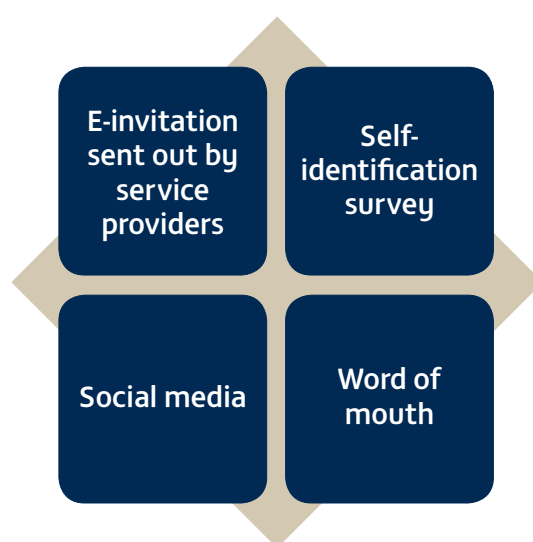 E-invitation
sent out by
service
providers
Self-
identification
survey
Social media
Word of
mouth